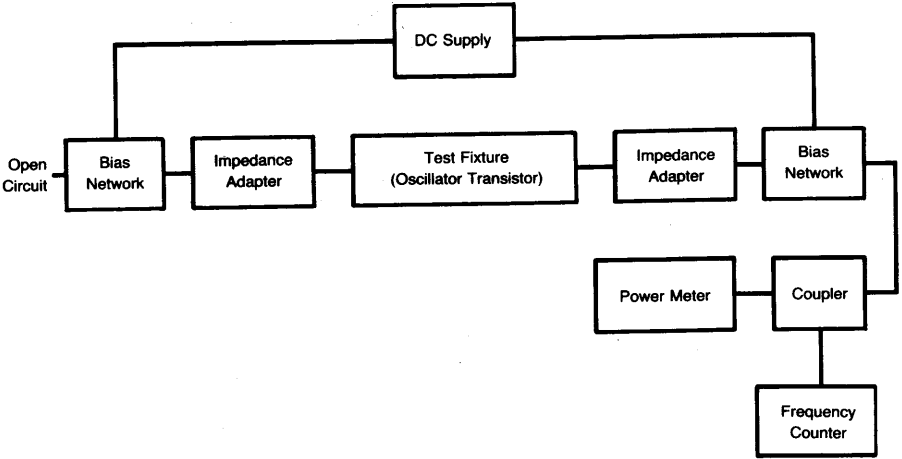 DC Supply
Open
Circuit
Bias
Network
Impedance
Adapter
Test Fixture
(Oscillator Transistor)
Impedance
Adapter
Bias
Network
Power Meter
Coupler
Frequency
Counter